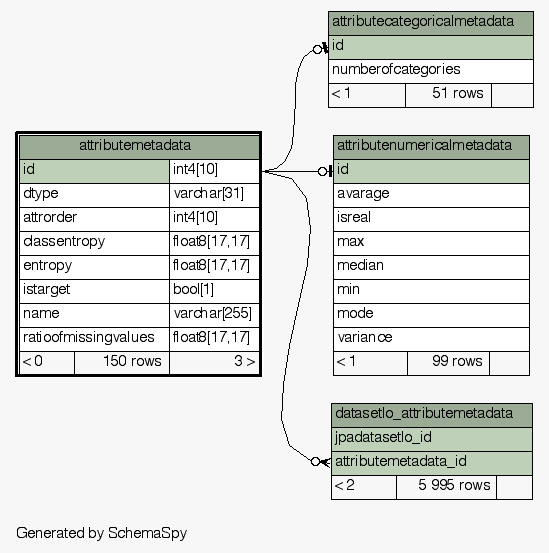 attributecategoricalmetadata
id
numberofcategories
< 1 51 rows
attributemetadata
id int4[10]
dtype varchar[31]
attrorder int4[10]
classentropy float8[17,17]
entropy float8[17,17]
istarget bool[1]
name varchar[255]
ratioofmissingvalues float8[17,17]
< 0 150 rows 3 >
attributenumericalmetadata
id
avarage
isreal
max
median
min
mode
variance
< 1 99 rows
datasetlo_attributemetadata
jpadatasetlo_id
attributemetadata_id
< 2 5 995 rows
Generated by SchemaSpy